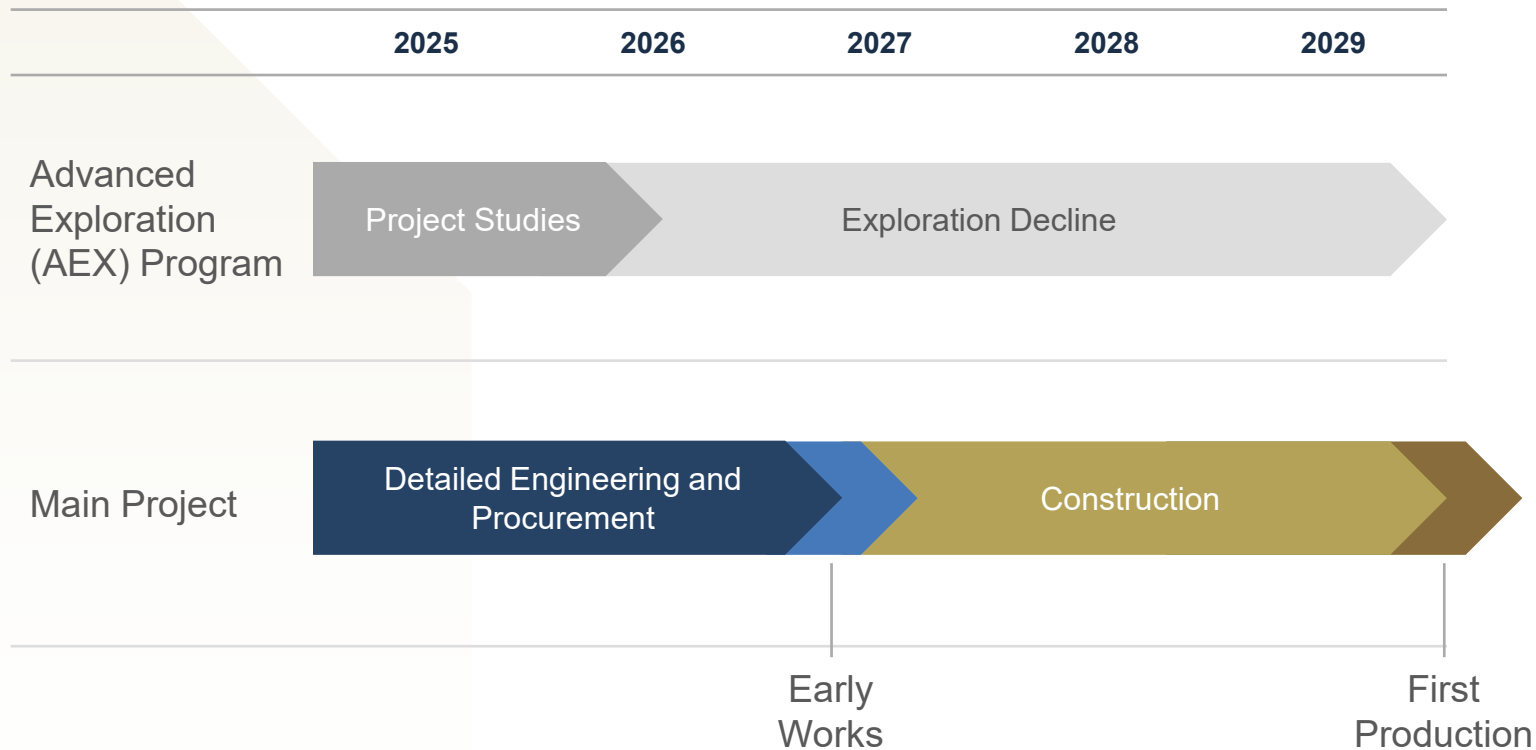 2025 2026 2027 2028 2029
Advanced
Exploration
(AEX) Program
Project Studies
Exploration Decline
Main Project
Detailed Engineering and
Procurement
Construction
Early
Works
First
Production